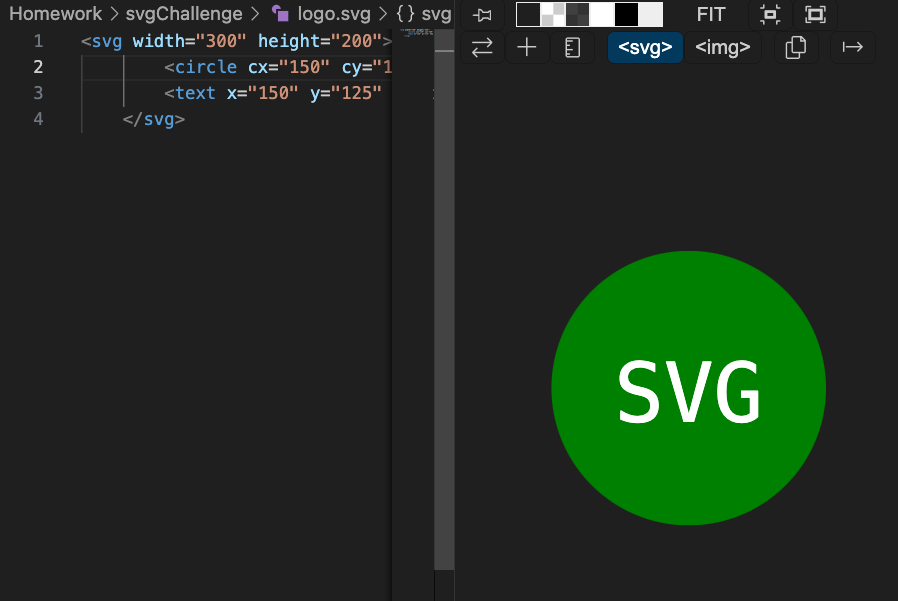 Homework > svgChallenge > logo.svg > {} svg
FIT
<svg> <img>
1 <svg width="300" height="200">
2 <circle cx="150" cy="1
3 <text x="150" y="125"
4 </svg>
SVG